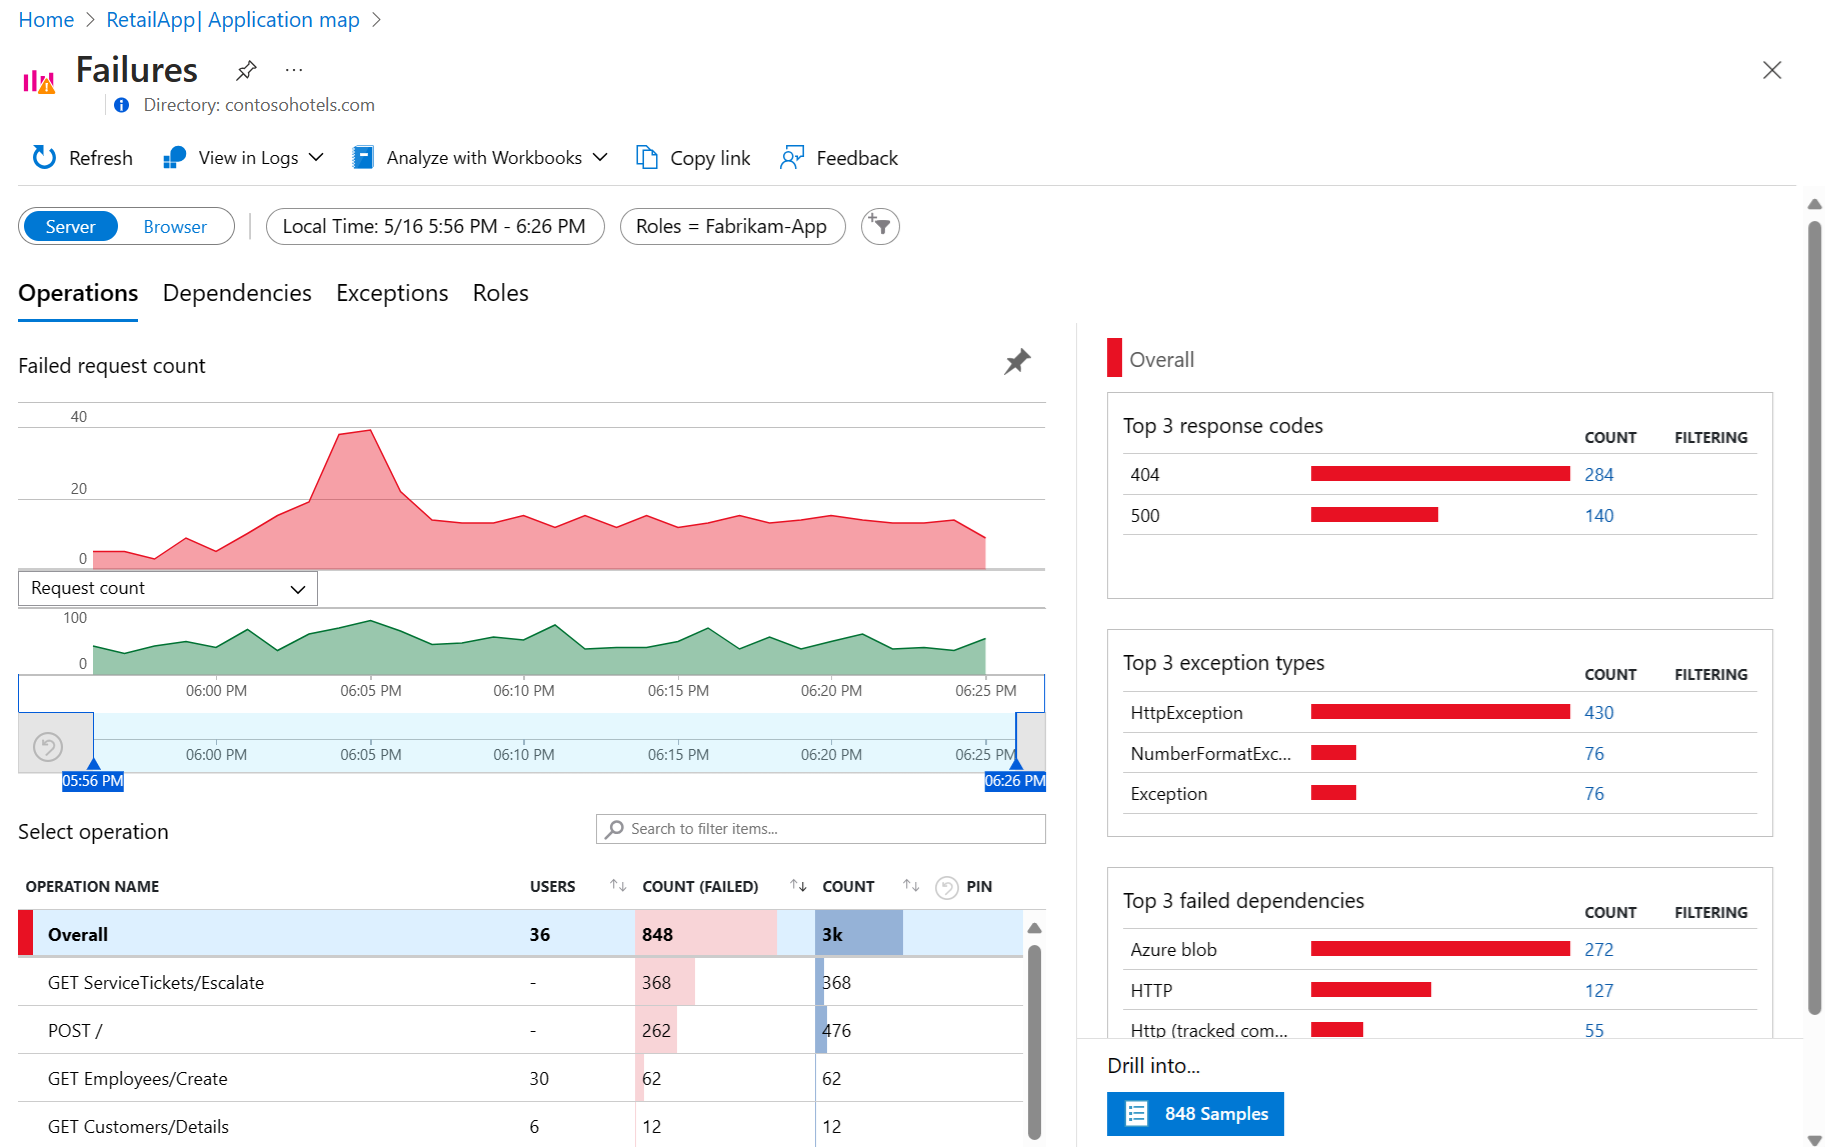 Home > RetailApp| Application map >
Failures ...
Directory: contosohotels.com
Refresh View in Logs Analyze with Workbooks Copy link Feedback
Server Browser Local Time: 5/16 5:56 PM - 6:26 PM Roles = Fabrikam-App
Operations Dependencies Exceptions Roles
Failed request count
40
20
0
Request count
100
0
06:00 PM 06:05 PM 06:10 PM 06:15 PM 06:20 PM 06:25 PM
06:00 PM 06:05 PM 06:10 PM 06:15 PM 06:20 PM 06:25 PM
05:56 PM 06:26 PM
Select operation Search to filter items...
OPERATION NAME USERS COUNT (FAILED) COUNT PIN
Overall 36 848 3k
GET ServiceTickets/Escalate - 368 368
POST / - 262 476
GET Employees/Create 30 62 62
GET Customers/Details 6 12 12
Overall
Top 3 response codes COUNT FILTERING
404 284
500 140
Top 3 exception types COUNT FILTERING
HttpException 430
NumberFormatExc... 76
Exception 76
Top 3 failed dependencies COUNT FILTERING
Azure blob 272
HTTP 127
Http (tracked com... 55
Drill into...
848 Samples